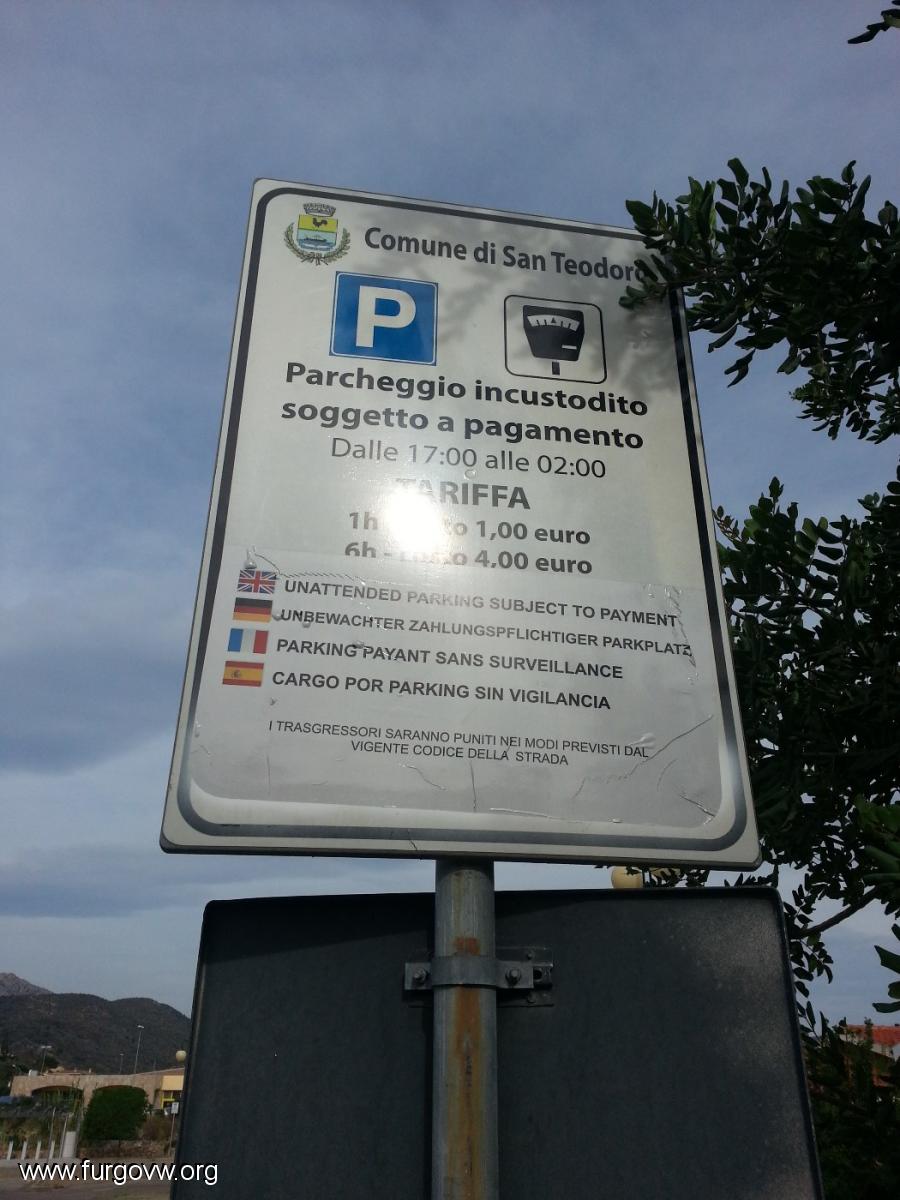 Comune di San Teodoro
P
Parcheggio incustodito
soggetto a pagamento
Dalle 17:00 alle 02:00
TARIFFA
1h 1,00 euro
6h - 4,00 euro
UNATTENDED PARKING SUBJECT TO PAYMENT
UNBEWACHTER ZAHLUNGSPFLICHTIGER PARKPLATZ
PARKING PAYANT SANS SURVEILLANCE
CARGO POR PARKING SIN VIGILANCIA
I TRASGRESSORI SARANNO PUNITI NEI MODI PREVISTI DAL
VIGENTE CODICE DELLA STRADA
www.furgovw.org